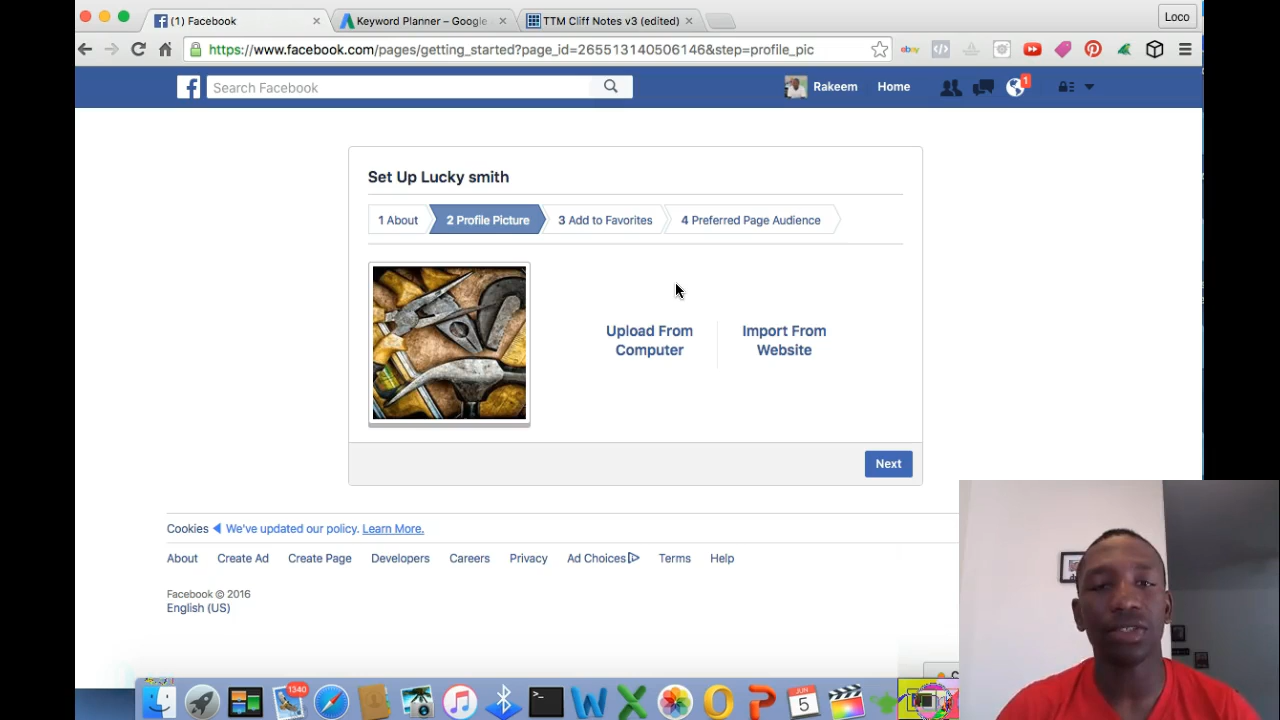 (1) Facebook
Keyword Planner – Google
TTM Cliff Notes v3 (edited)
Loco
https://www.facebook.com/pages/getting_started?page_id=265513140506146&step=profile_pic
ebay
Search Facebook
Rakeem
Home
1
Set Up Lucky smith
1 About
2 Profile Picture
3 Add to Favorites
4 Preferred Page Audience
Upload From
Computer
Import From
Website
Next
Cookies
We've updated our policy. Learn More.
About
Create Ad
Create Page
Developers
Careers
Privacy
Ad Choices
Terms
Help
Facebook © 2016
English (US)
1340
JUN
5